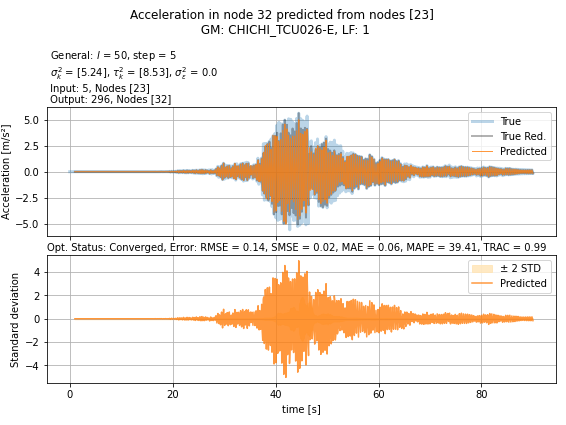 Acceleration in node 32 predicted from nodes [23]
GM: CHICHI_TCU026-E, LF: 1
General: l = 50, step = 5
σ²ₖ = [5.24], τ²ₖ = [8.53], σ²ε = 0.0
Input: 5, Nodes [23]
Output: 296, Nodes [32]
Acceleration [m/s²]
5.0
2.5
0.0
−2.5
−5.0
True
True Red.
Predicted
Opt. Status: Converged, Error: RMSE = 0.14, SMSE = 0.02, MAE = 0.06, MAPE = 39.41, TRAC = 0.99
Standard deviation
4
2
0
−2
−4
± 2 STD
Predicted
0 20 40 60 80
time [s]